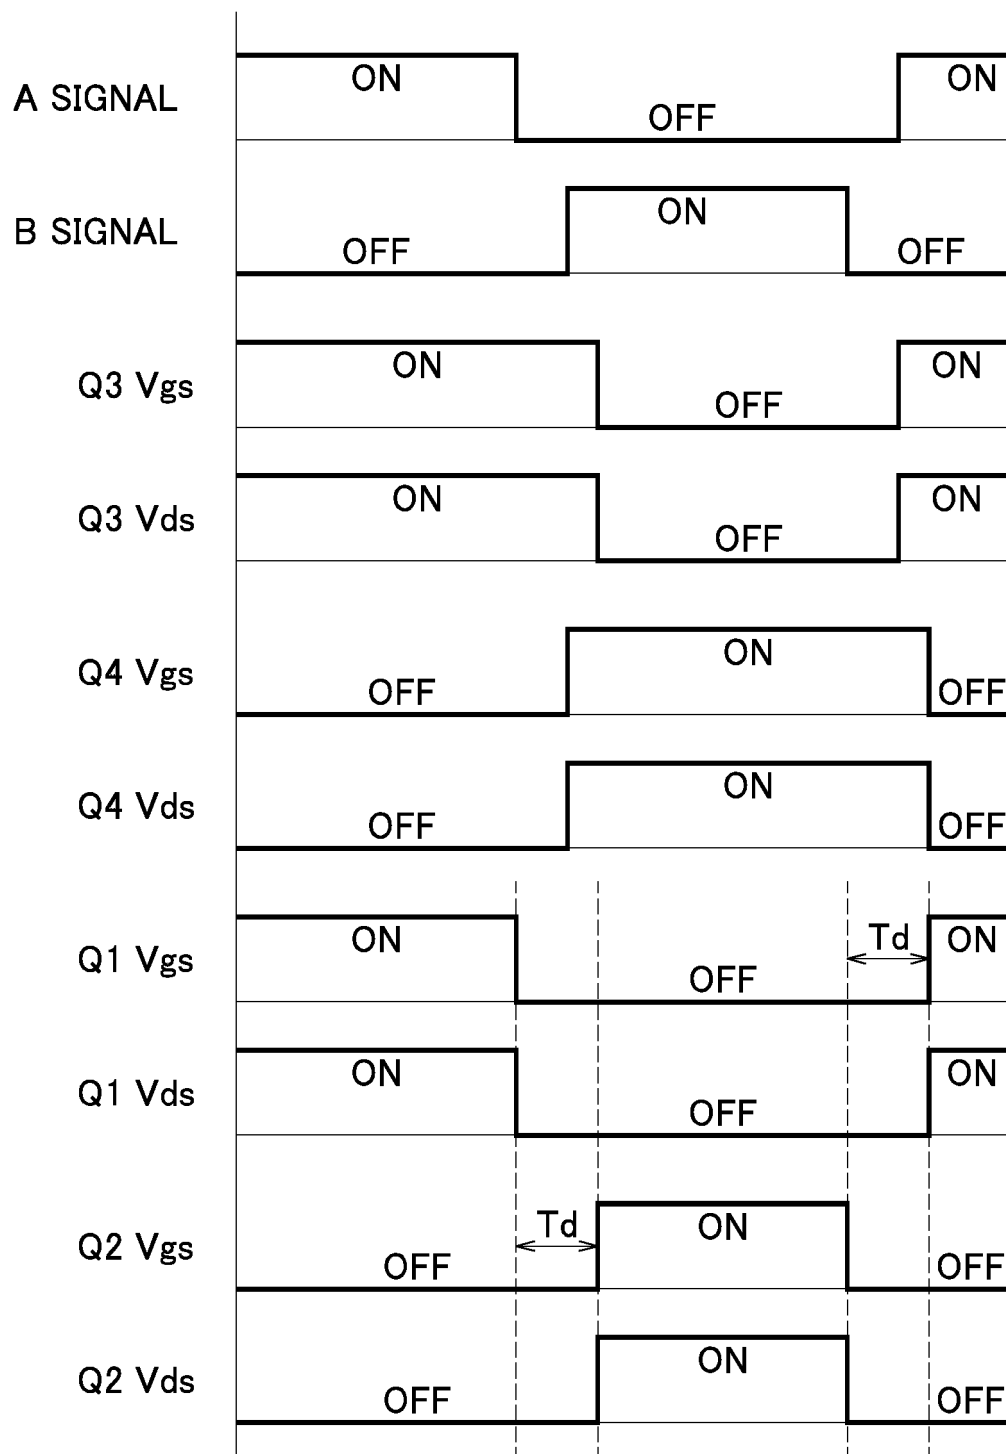 ON ON
A SIGNAL
OFF
ON
B SIGNAL
OFF OFF
ON ON
Q3 Vgs
OFF
ON ON
Q3 Vds
OFF
ON
Q4 Vgs
OFF OFF
ON
Q4 Vds
OFF OFF
ON Td ON
Q1 Vgs
OFF
ON ON
Q1 Vds
OFF
Td ON
Q2 Vgs
OFF OFF
ON
Q2 Vds
OFF OFF